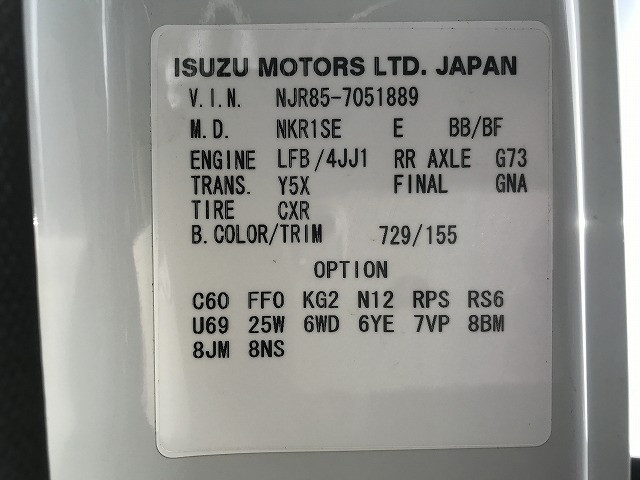 ISUZU MOTORS LTD. JAPAN
V.I.N. NJR85-7051889
M.D. NKR1SE E BB/BF
ENGINE LFB/4JJ1 RR AXLE G73
TRANS. Y5X FINAL GNA
TIRE CXR
B.COLOR/TRIM 729/155
OPTION
C60 FF0 KG2 N12 RPS RS6
U69 25W 6WD 6YE 7VP 8BM
8JM 8NS